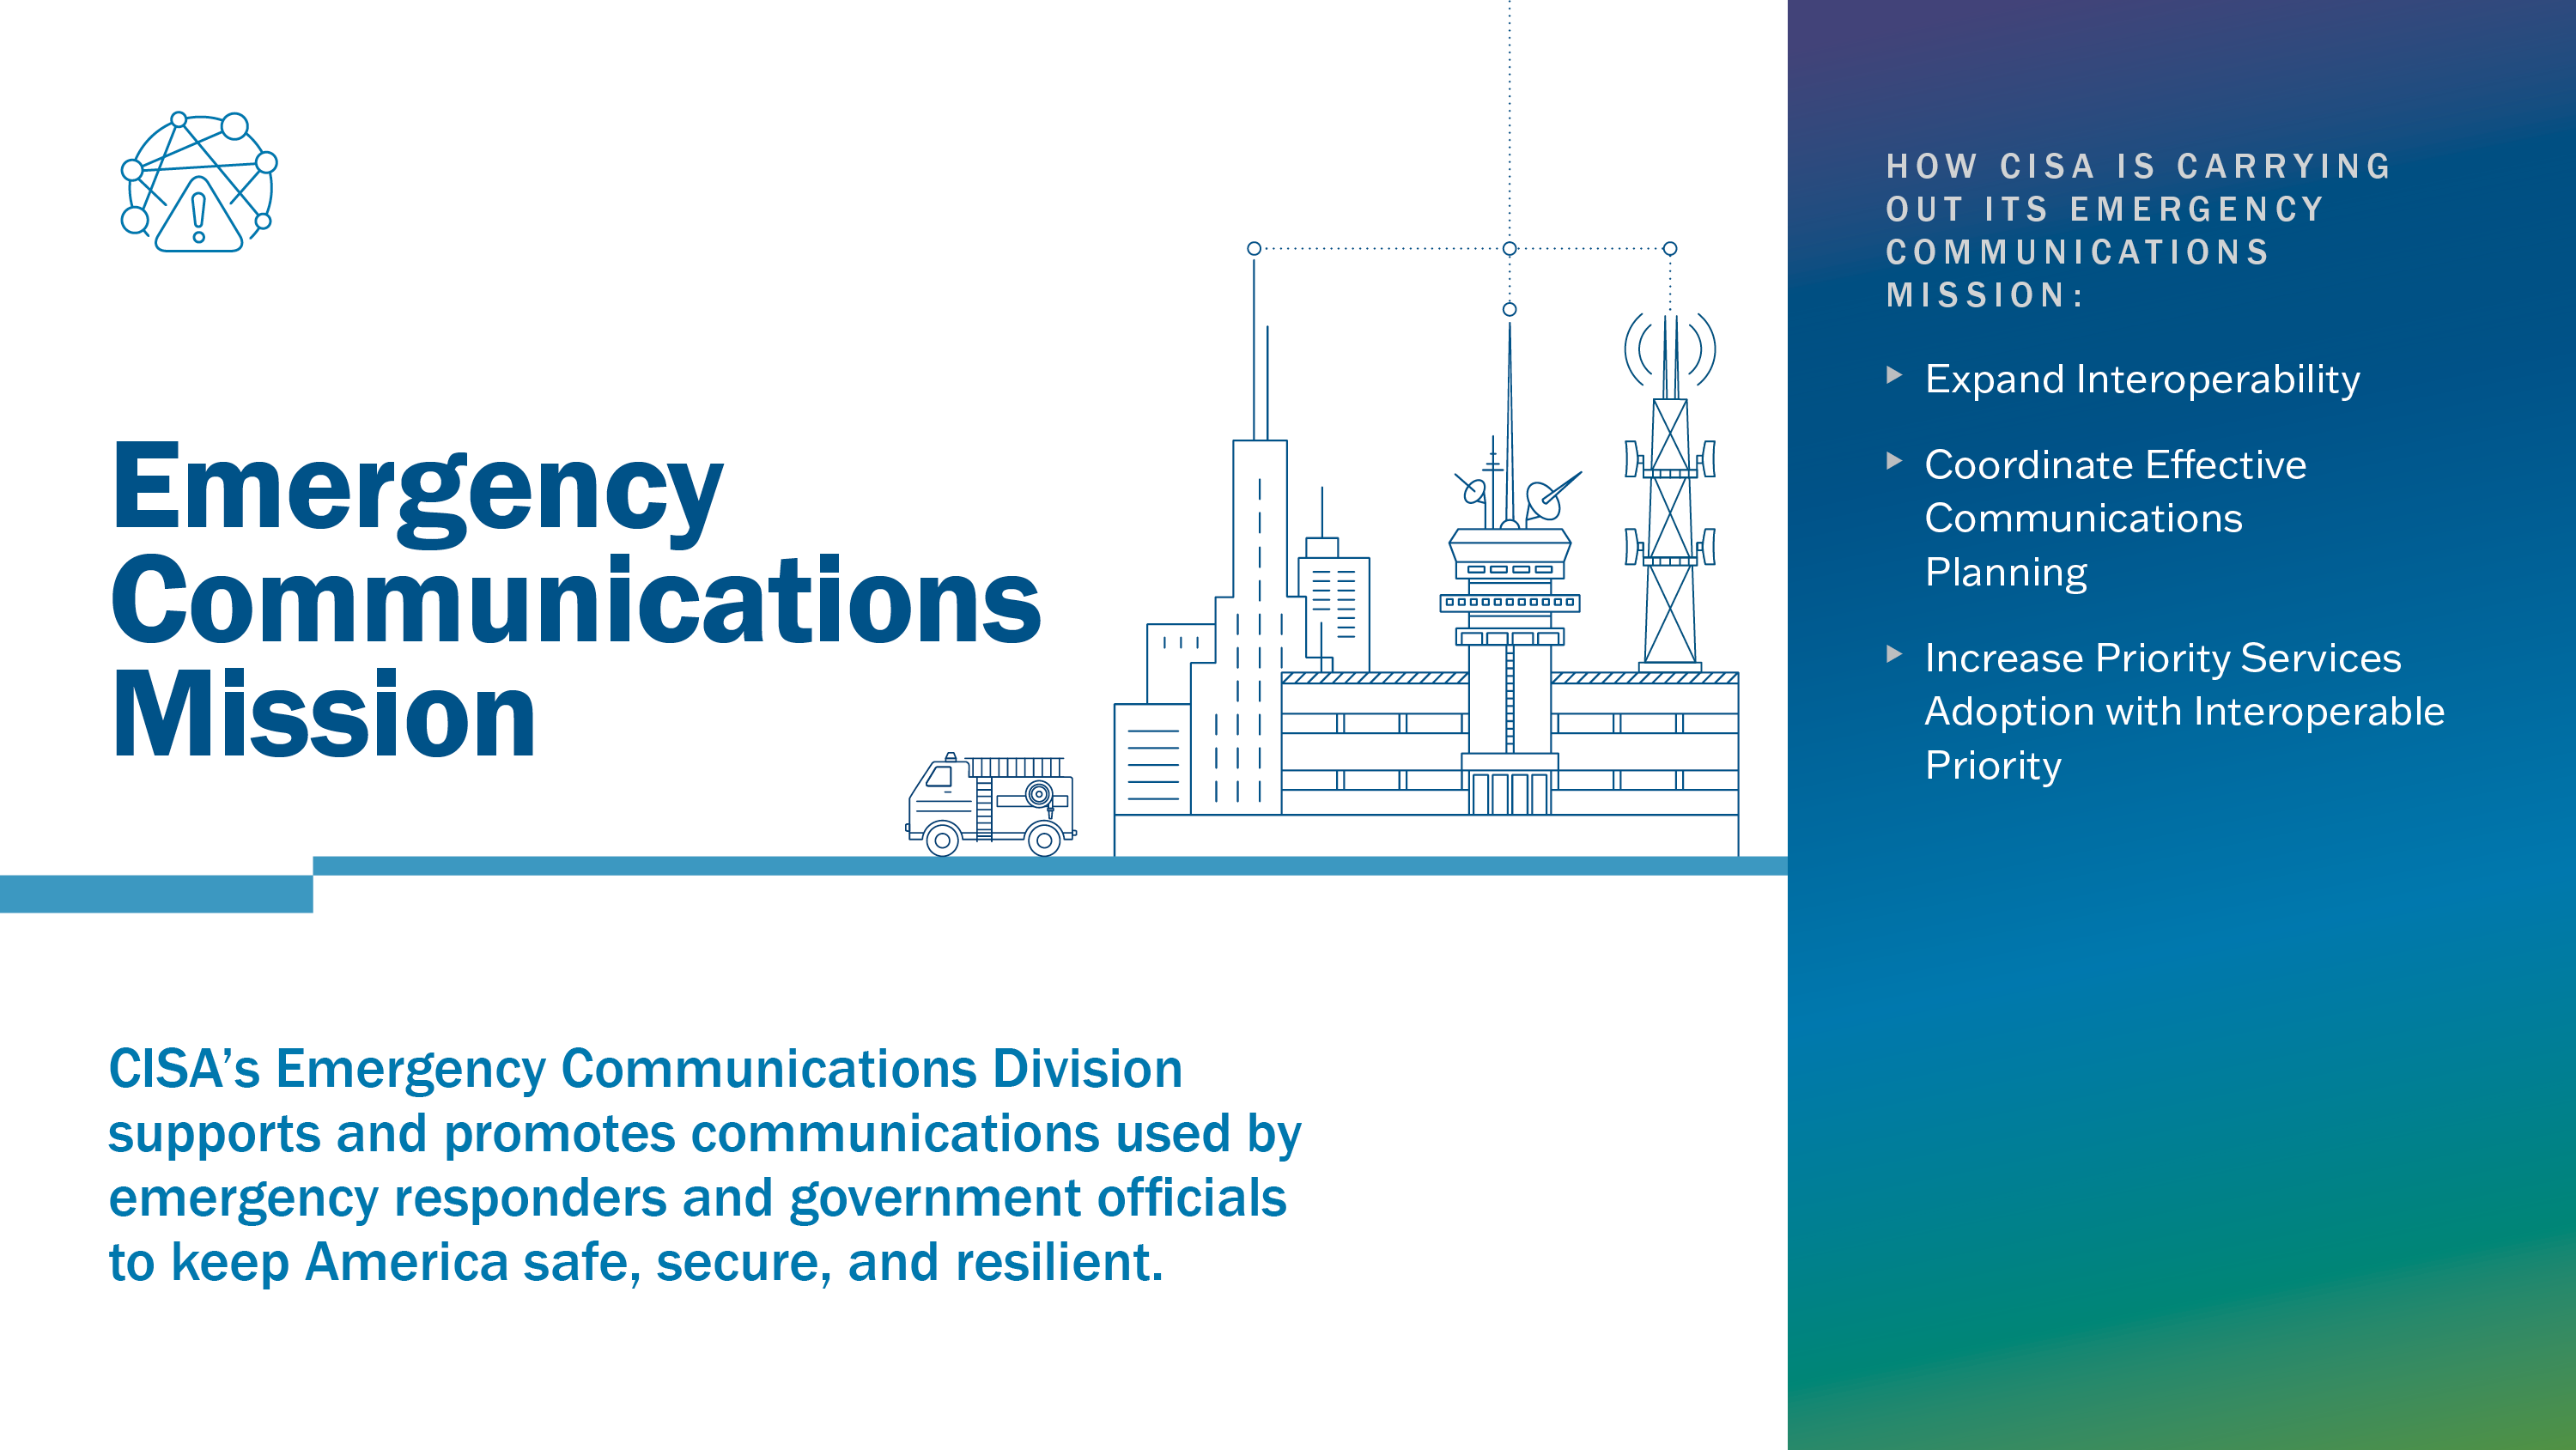 Emergency
Communications
Mission
CISA’s Emergency Communications Division
supports and promotes communications used by
emergency responders and government officials
to keep America safe, secure, and resilient.
HOW CISA IS CARRYING
OUT ITS EMERGENCY
COMMUNICATIONS
MISSION:
Expand Interoperability
Coordinate Effective
Communications
Planning
Increase Priority Services
Adoption with Interoperable
Priority